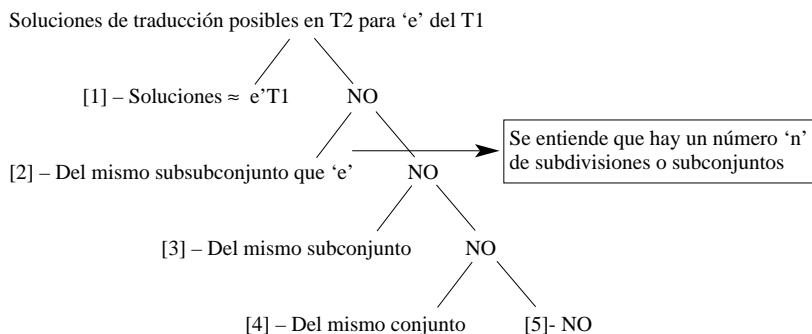 Soluciones de traducción posibles en T2 para ‘e’ del T1
[1] – Soluciones ≈ e’T1
NO
Se entiende que hay un número ‘n’
de subdivisiones o subconjuntos
[2] – Del mismo subsubconjunto que ‘e’
NO
[3] – Del mismo subconjunto
NO
[4] – Del mismo conjunto
[5]- NO